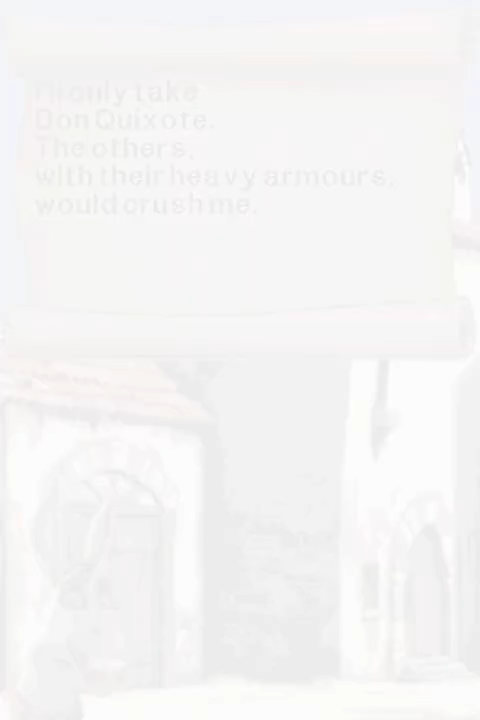 I'll only take
Don Quixote.
The others,
with their heavy armours,
would crush me.